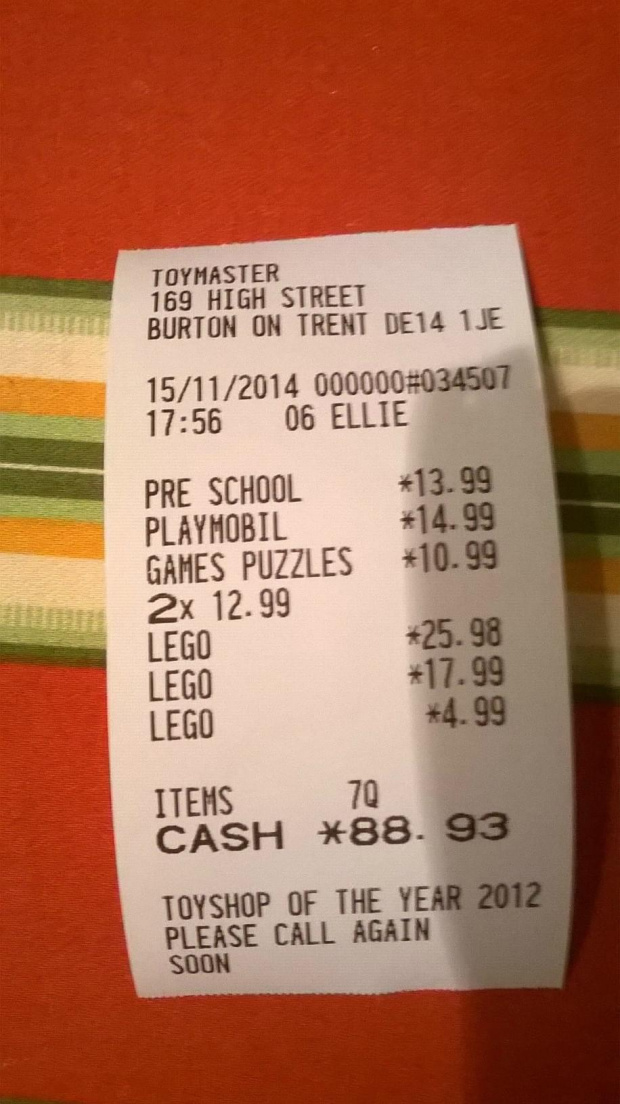 TOYMASTER
169 HIGH STREET
BURTON ON TRENT DE14 1JE
15/11/2014 000000#034507
17:56 06 ELLIE
PRE SCHOOL *13.99
PLAYMOBIL *14.99
GAMES PUZZLES *10.99
2x 12.99
LEGO *25.98
LEGO *17.99
LEGO *4.99
ITEMS 7Q
CASH *88.93
TOYSHOP OF THE YEAR 2012
PLEASE CALL AGAIN
SOON